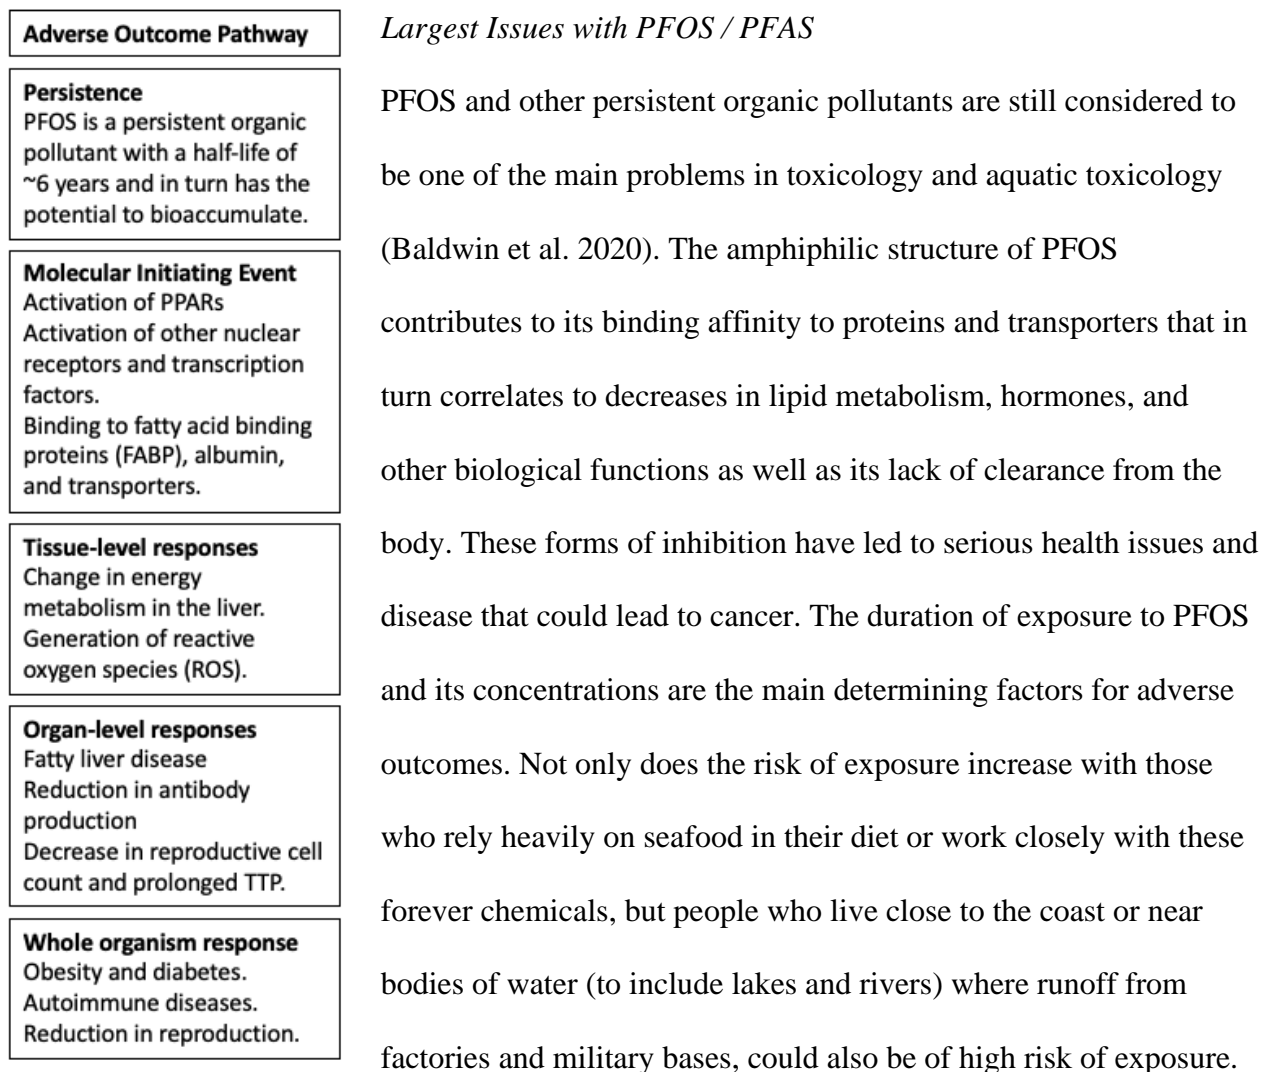 Adverse Outcome Pathway
Persistence
PFOS is a persistent organic
pollutant with a half-life of
~6 years and in turn has the
potential to bioaccumulate.
Molecular Initiating Event
Activation of PPARs
Activation of other nuclear
receptors and transcription
factors.
Binding to fatty acid binding
proteins (FABP), albumin,
and transporters.
Tissue-level responses
Change in energy
metabolism in the liver.
Generation of reactive
oxygen species (ROS).
Organ-level responses
Fatty liver disease
Reduction in antibody
production
Decrease in reproductive cell
count and prolonged TTP.
Whole organism response
Obesity and diabetes.
Autoimmune diseases.
Reduction in reproduction.
Largest Issues with PFOS / PFAS
PFOS and other persistent organic pollutants are still considered to
be one of the main problems in toxicology and aquatic toxicology
(Baldwin et al. 2020). The amphiphilic structure of PFOS
contributes to its binding affinity to proteins and transporters that in
turn correlates to decreases in lipid metabolism, hormones, and
other biological functions as well as its lack of clearance from the
body. These forms of inhibition have led to serious health issues and
disease that could lead to cancer. The duration of exposure to PFOS
and its concentrations are the main determining factors for adverse
outcomes. Not only does the risk of exposure increase with those
who rely heavily on seafood in their diet or work closely with these
forever chemicals, but people who live close to the coast or near
bodies of water (to include lakes and rivers) where runoff from
factories and military bases, could also be of high risk of exposure.